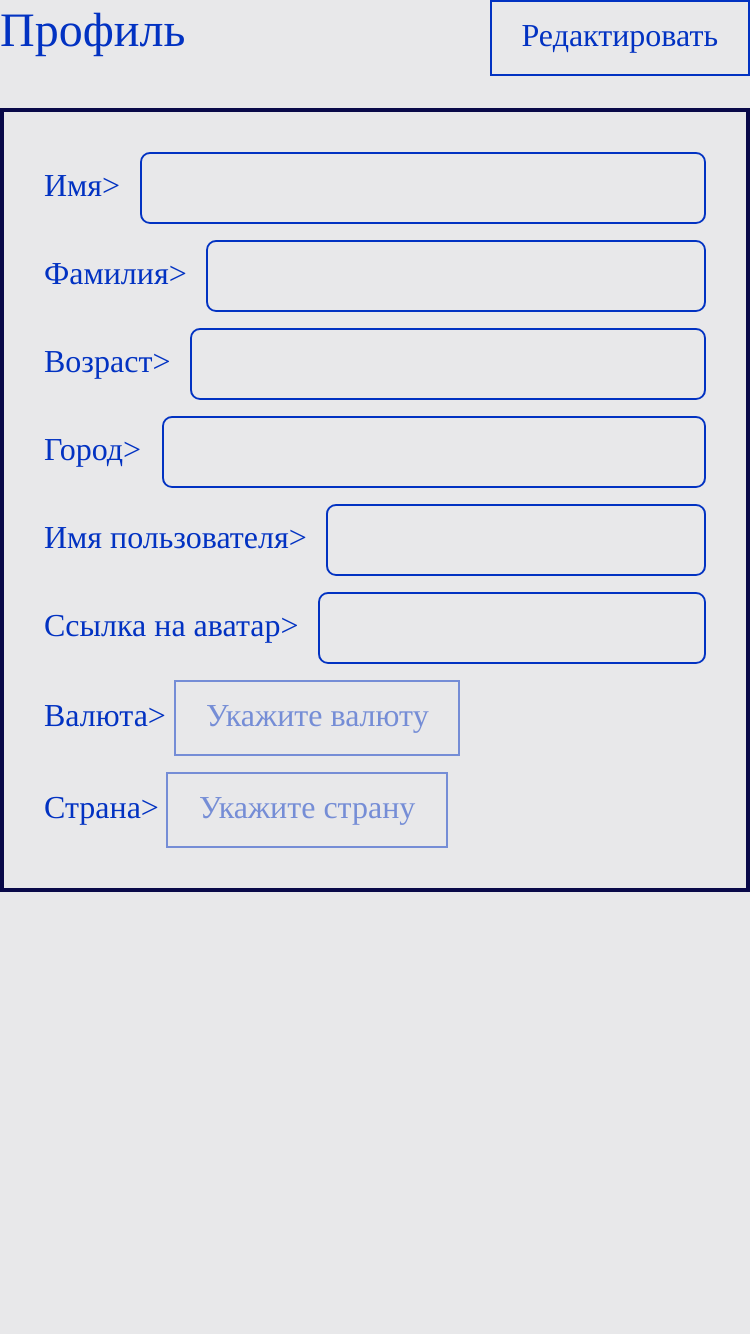 Профиль
Редактировать
Имя>
Фамилия>
Возраст>
Город>
Имя пользователя>
Ссылка на аватар>
Валюта> Укажите валюту
Страна> Укажите страну